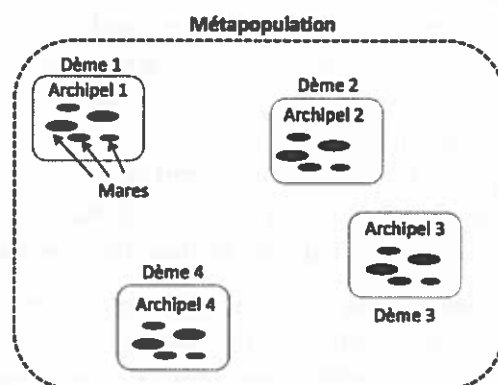 Métapopulation
Dème 1
Archipel 1
Mares
Dème 2
Archipel 2
Archipel 3
Dème 3
Dème 4
Archipel 4